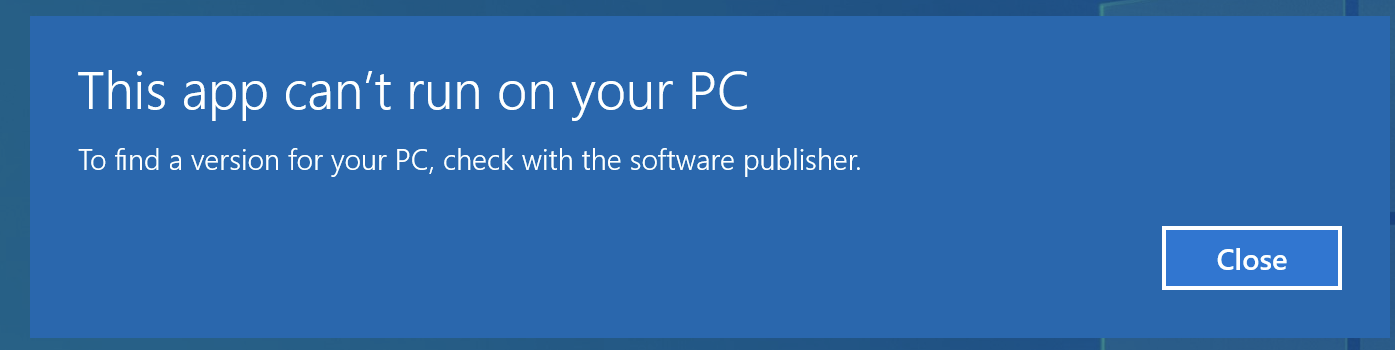 This app can’t run on your PC
To find a version for your PC, check with the software publisher.
Close